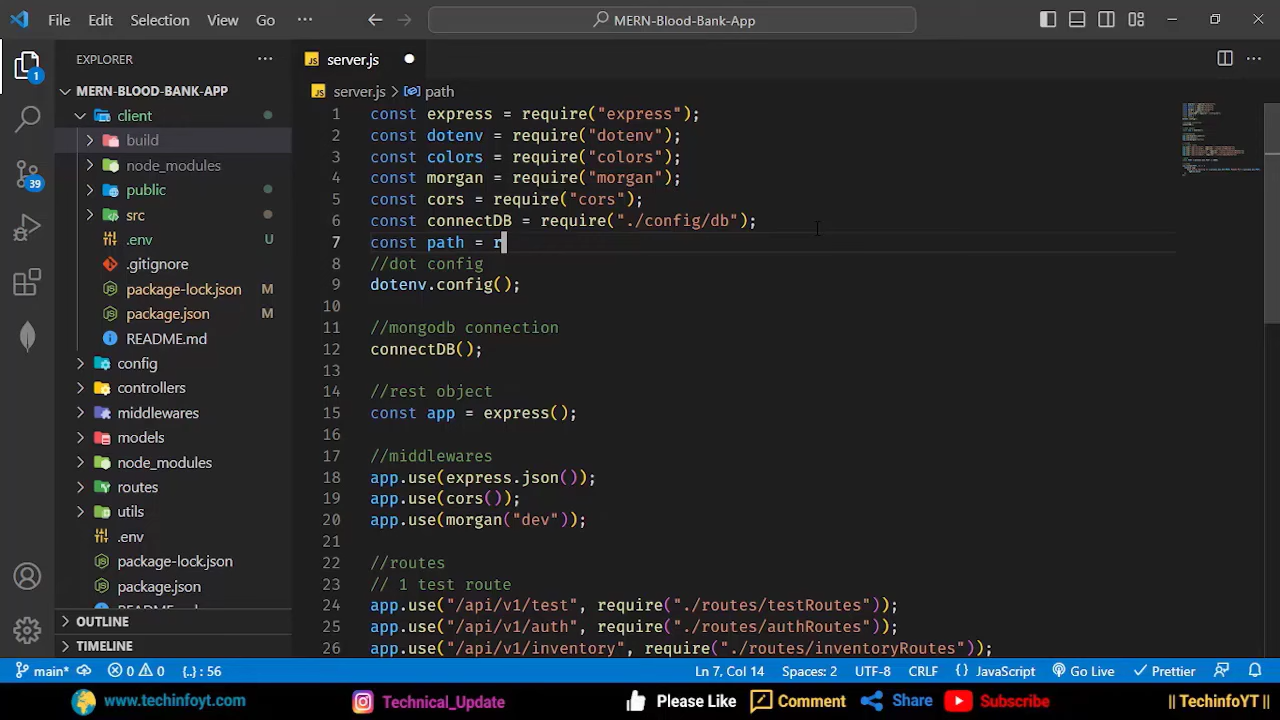 File Edit Selection View Go ··· MERN-Blood-Bank-App
EXPLORER ···
MERN-BLOOD-BANK-APP
client
build
node_modules
public
src
.env U
.gitignore
package-lock.json M
package.json M
README.md
config
controllers
middlewares
models
node_modules
routes
utils
.env
package-lock.json
package.json
README.md
OUTLINE
TIMELINE
1
39
JS server.js
JS server.js > path
1 const express = require("express");
2 const dotenv = require("dotenv");
3 const colors = require("colors");
4 const morgan = require("morgan");
5 const cors = require("cors");
6 const connectDB = require("./config/db");
7 const path = r
8 //dot config
9 dotenv.config();
10
11 //mongodb connection
12 connectDB();
13
14 //rest object
15 const app = express();
16
17 //middlewares
18 app.use(express.json());
19 app.use(cors());
20 app.use(morgan("dev"));
21
22 //routes
23 // 1 test route
24 app.use("/api/v1/test", require("./routes/testRoutes"));
25 app.use("/api/v1/auth", require("./routes/authRoutes"));
26 app.use("/api/v1/inventory", require("./routes/inventoryRoutes"));
main* 0 0 {..}: 56 Ln 7, Col 14 Spaces: 2 UTF-8 CRLF {} JavaScript Go Live Prettier
www.techinfoyt.com Technical_Update Please Like Comment Share Subscribe || TechinfoYT ||